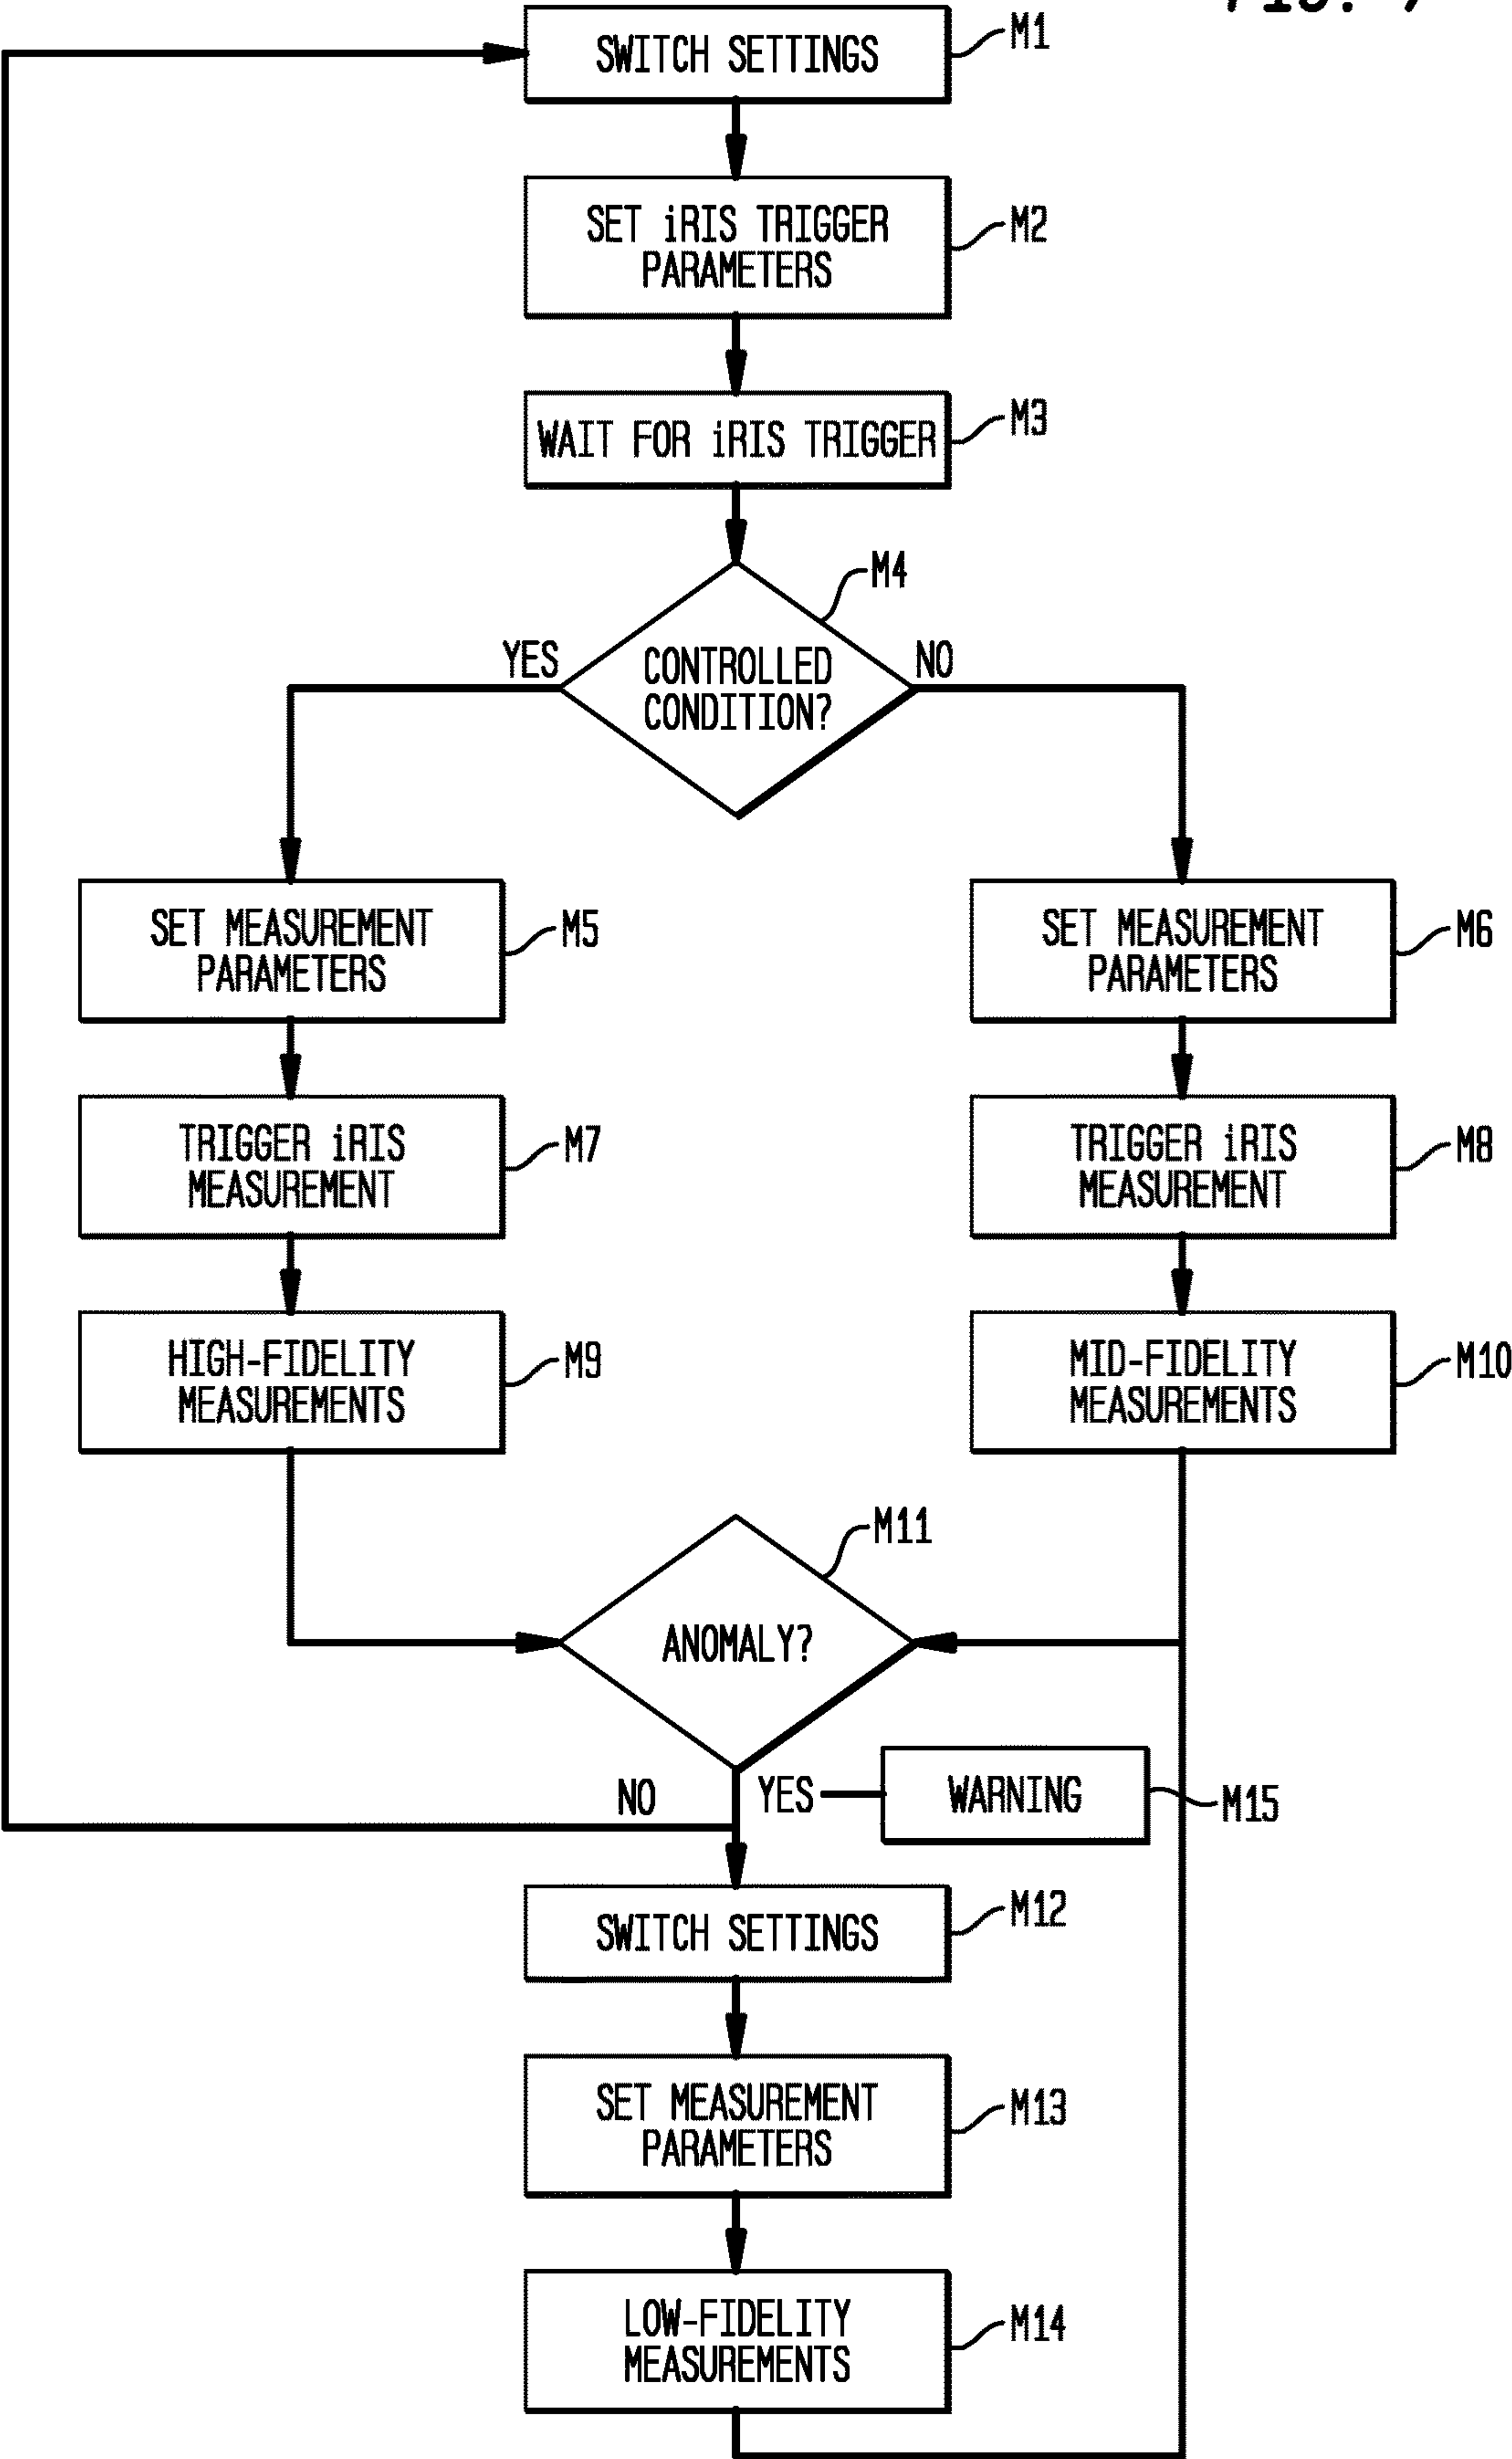 SWITCH SETTINGS
M1
SET iRIS TRIGGER
PARAMETERS
M2
WAIT FOR iRIS TRIGGER
M3
M4
YES
CONTROLLED
CONDITION?
NO
SET MEASUREMENT
PARAMETERS
M5
SET MEASUREMENT
PARAMETERS
M6
TRIGGER iRIS
MEASUREMENT
M7
TRIGGER iRIS
MEASUREMENT
M8
HIGH-FIDELITY
MEASUREMENTS
M9
MID-FIDELITY
MEASUREMENTS
M10
M11
ANOMALY?
NO
YES
WARNING
M15
SWITCH SETTINGS
M12
SET MEASUREMENT
PARAMETERS
M13
LOW-FIDELITY
MEASUREMENTS
M14